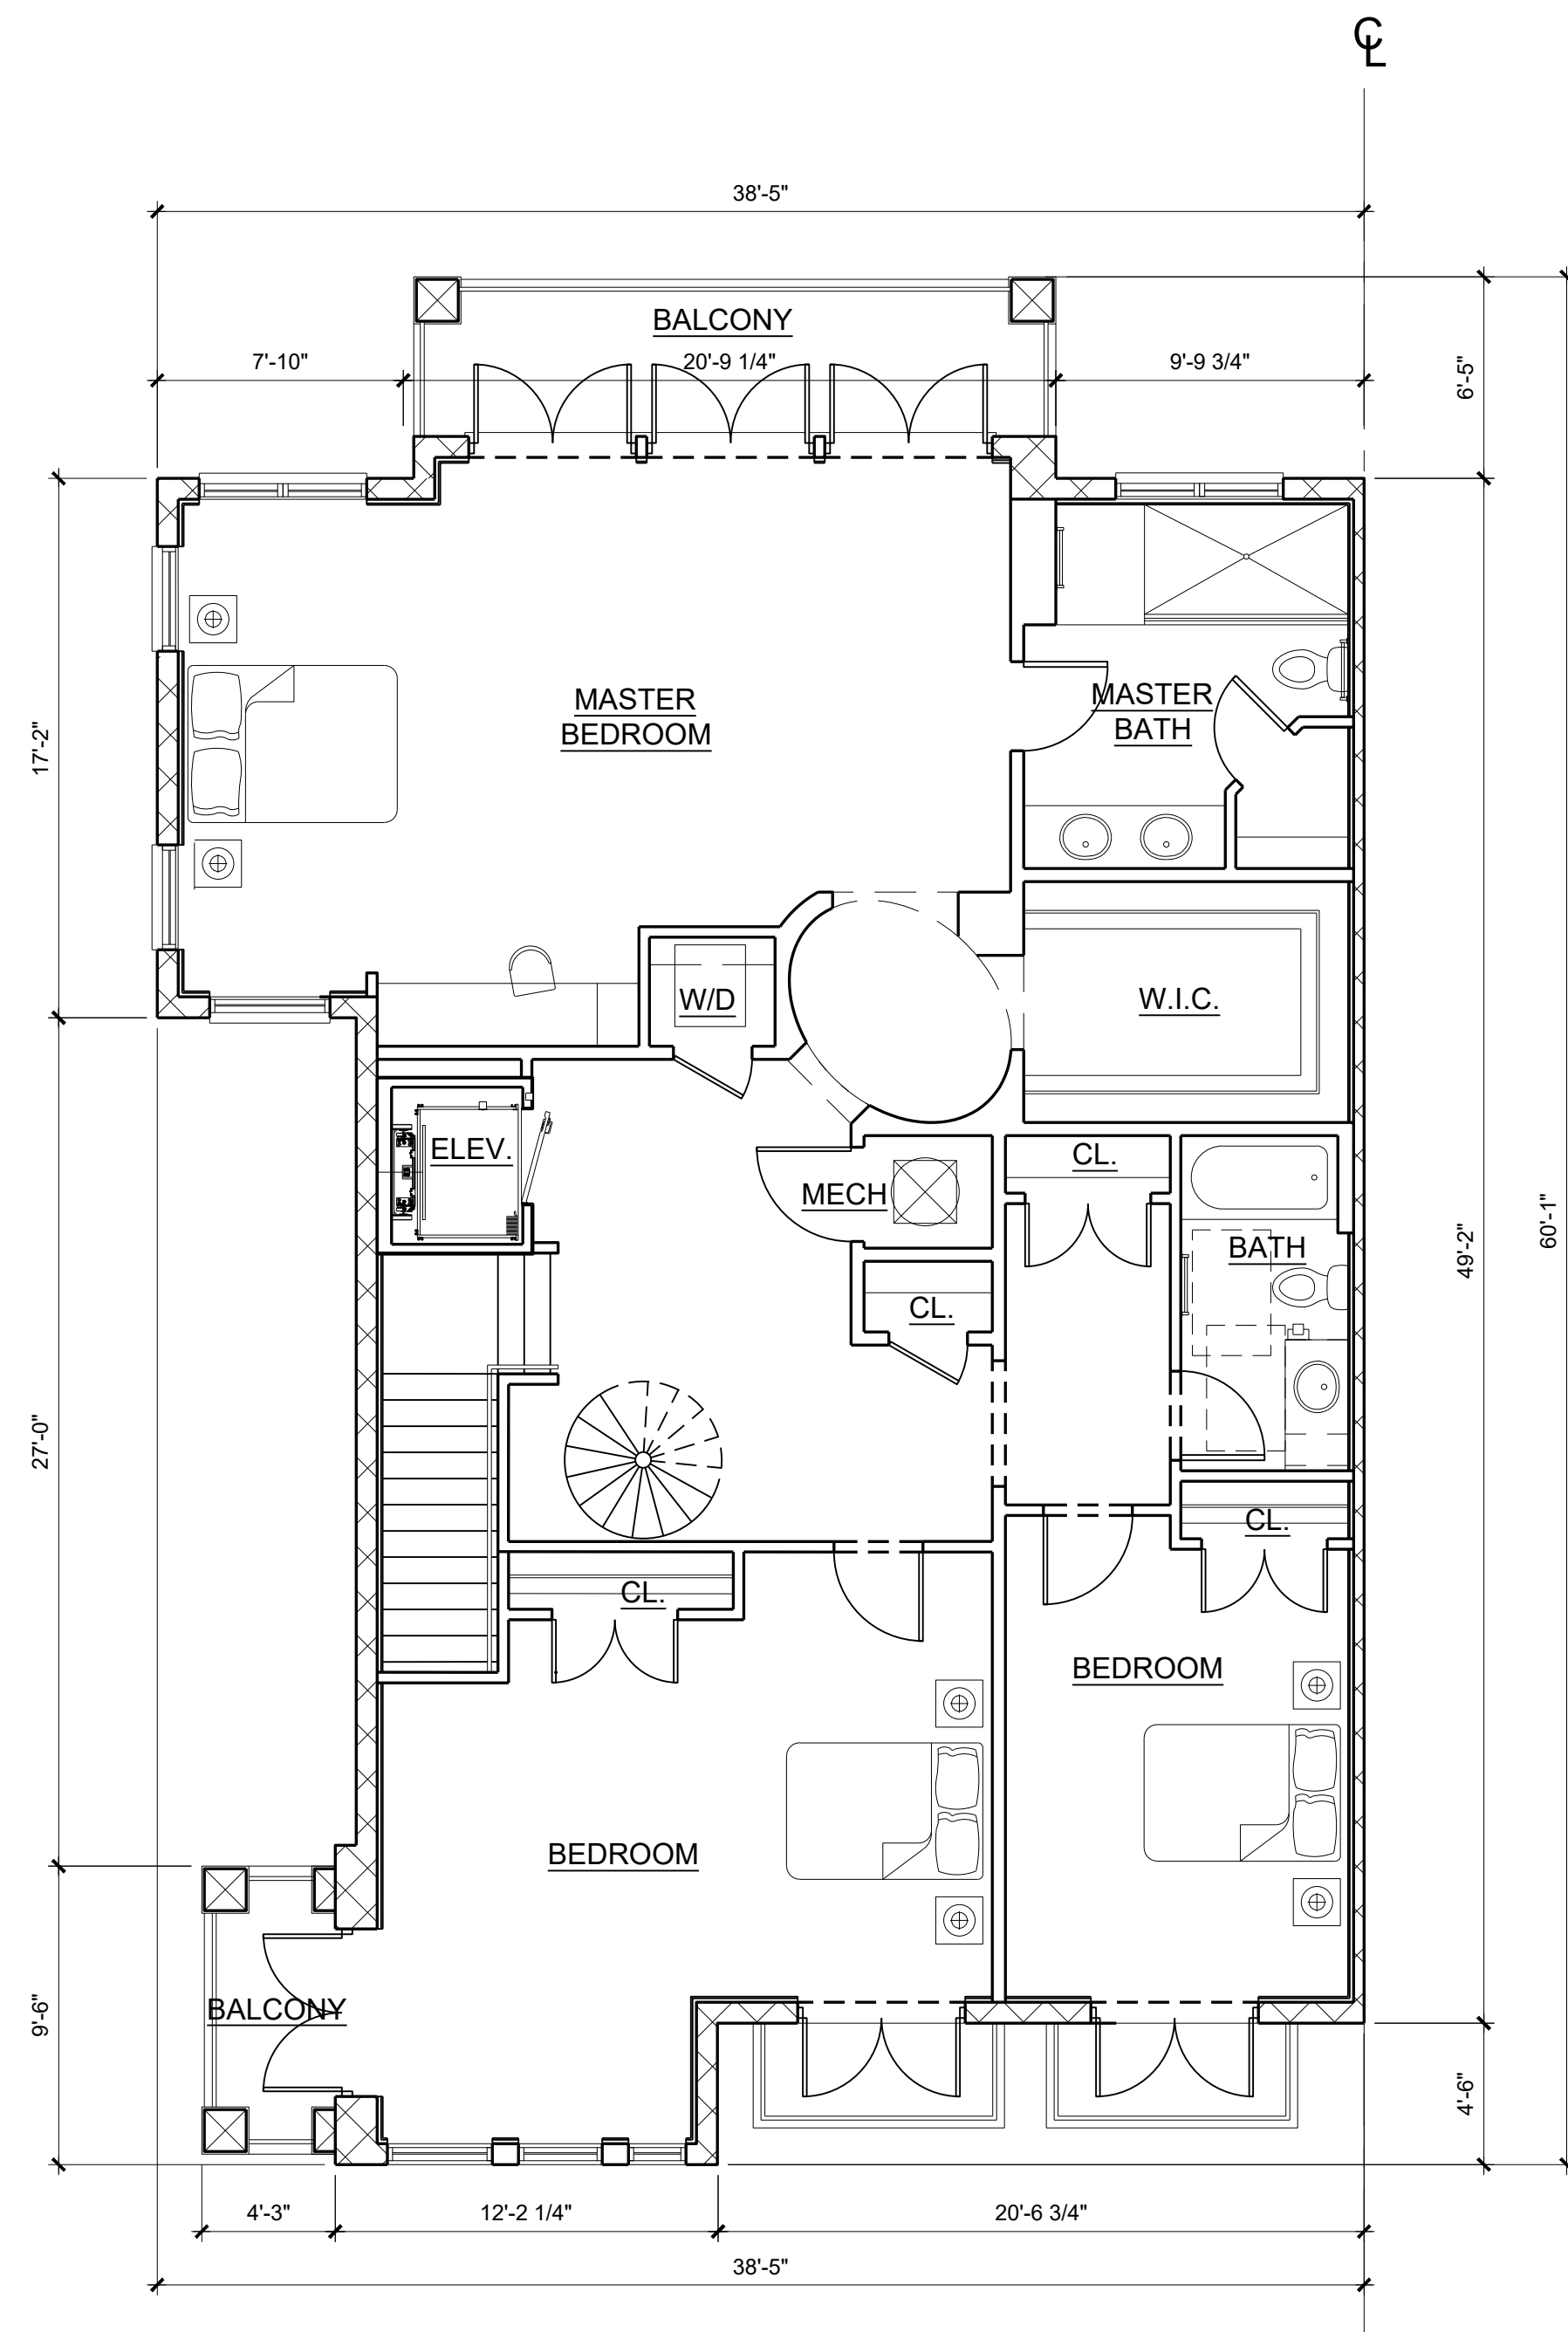 ℄
38'-5"
BALCONY
7'-10"
20'-9 1/4"
9'-9 3/4"
6'-5"
MASTER
BEDROOM
MASTER
BATH
17'-2"
W/D
W.I.C.
ELEV.
CL.
MECH
BATH
49'-2"
60'-1"
CL.
27'-0"
CL.
CL.
BEDROOM
BEDROOM
BALCONY
9'-6"
4'-6"
4'-3"
12'-2 1/4"
20'-6 3/4"
38'-5"